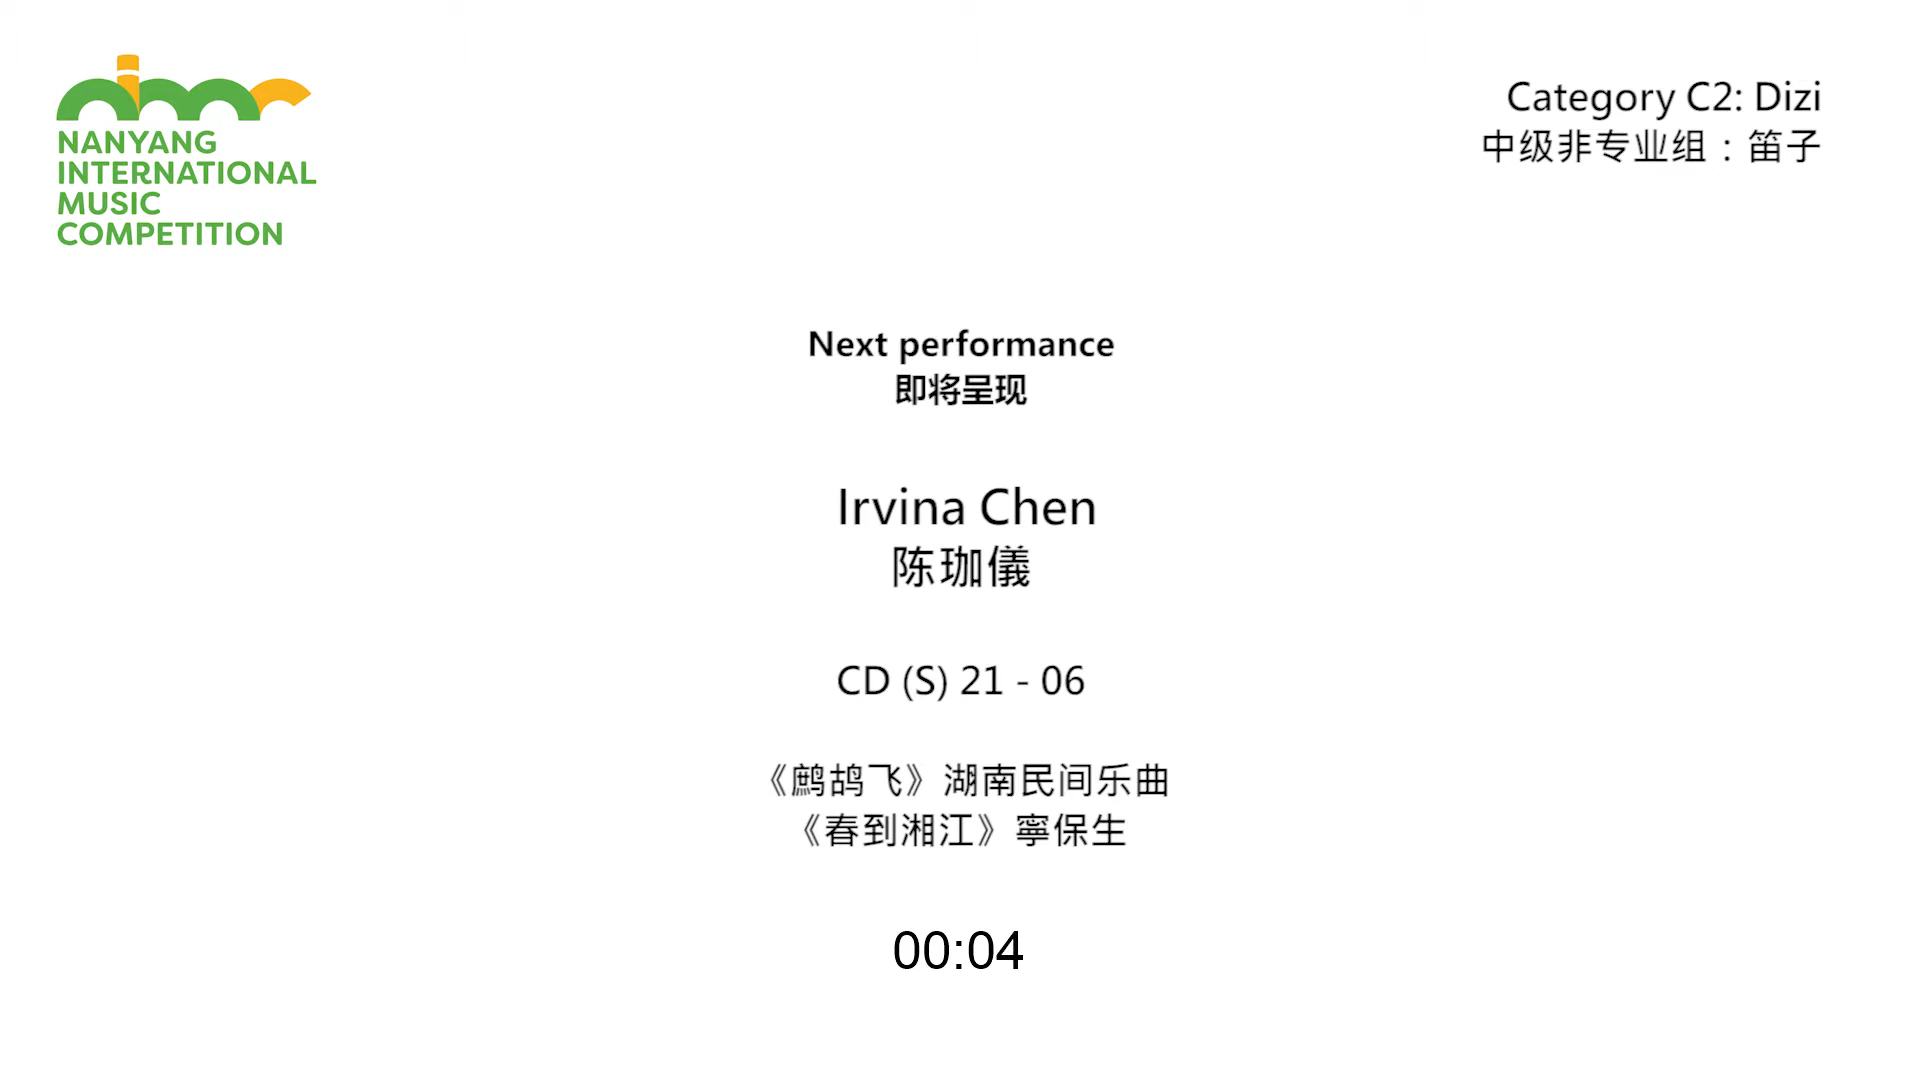 nimc
NANYANG
INTERNATIONAL
MUSIC
COMPETITION
Category C2: Dizi
中级非专业组：笛子
Next performance
即将呈现
Irvina Chen
陈珈儀
CD (S) 21 - 06
《鹧鸪飞》湖南民间乐曲
《春到湘江》寧保生
00:04